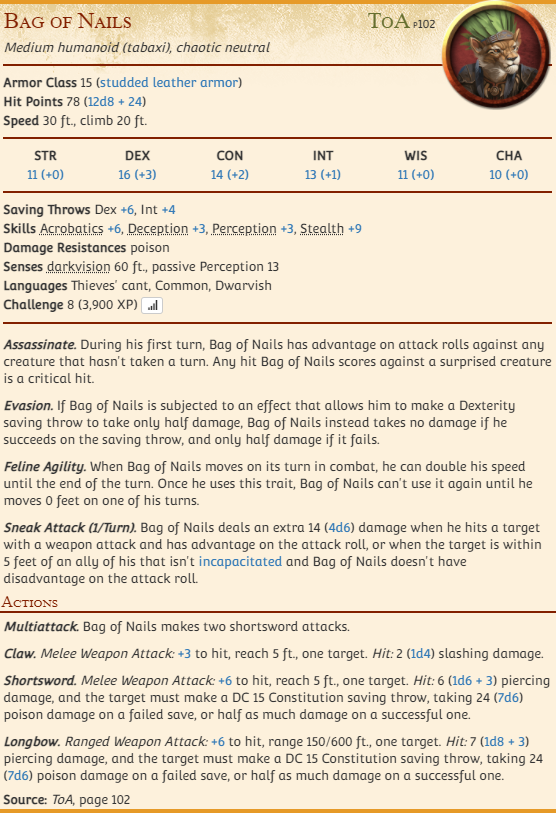 Bag of Nails
ToA p102
Medium humanoid (tabaxi), chaotic neutral
Armor Class 15 (studded leather armor)
Hit Points 78 (12d8 + 24)
Speed 30 ft., climb 20 ft.
STR DEX CON INT WIS CHA
11 (+0) 16 (+3) 14 (+2) 13 (+1) 11 (+0) 10 (+0)
Saving Throws Dex +6, Int +4
Skills Acrobatics +6, Deception +3, Perception +3, Stealth +9
Damage Resistances poison
Senses darkvision 60 ft., passive Perception 13
Languages Thieves' cant, Common, Dwarvish
Challenge 8 (3,900 XP)
Assassinate. During his first turn, Bag of Nails has advantage on attack rolls against any
creature that hasn't taken a turn. Any hit Bag of Nails scores against a surprised creature
is a critical hit.
Evasion. If Bag of Nails is subjected to an effect that allows him to make a Dexterity
saving throw to take only half damage, Bag of Nails instead takes no damage if he
succeeds on the saving throw, and only half damage if it fails.
Feline Agility. When Bag of Nails moves on its turn in combat, he can double his speed
until the end of the turn. Once he uses this trait, Bag of Nails can't use it again until he
moves 0 feet on one of his turns.
Sneak Attack (1/Turn). Bag of Nails deals an extra 14 (4d6) damage when he hits a target
with a weapon attack and has advantage on the attack roll, or when the target is within
5 feet of an ally of his that isn't incapacitated and Bag of Nails doesn't have
disadvantage on the attack roll.
Actions
Multiattack. Bag of Nails makes two shortsword attacks.
Claw. Melee Weapon Attack: +3 to hit, reach 5 ft., one target. Hit: 2 (1d4) slashing damage.
Shortsword. Melee Weapon Attack: +6 to hit, reach 5 ft., one target. Hit: 6 (1d6 + 3) piercing
damage, and the target must make a DC 15 Constitution saving throw, taking 24 (7d6)
poison damage on a failed save, or half as much damage on a successful one.
Longbow. Ranged Weapon Attack: +6 to hit, range 150/600 ft., one target. Hit: 7 (1d8 + 3)
piercing damage, and the target must make a DC 15 Constitution saving throw, taking 24
(7d6) poison damage on a failed save, or half as much damage on a successful one.
Source: ToA, page 102